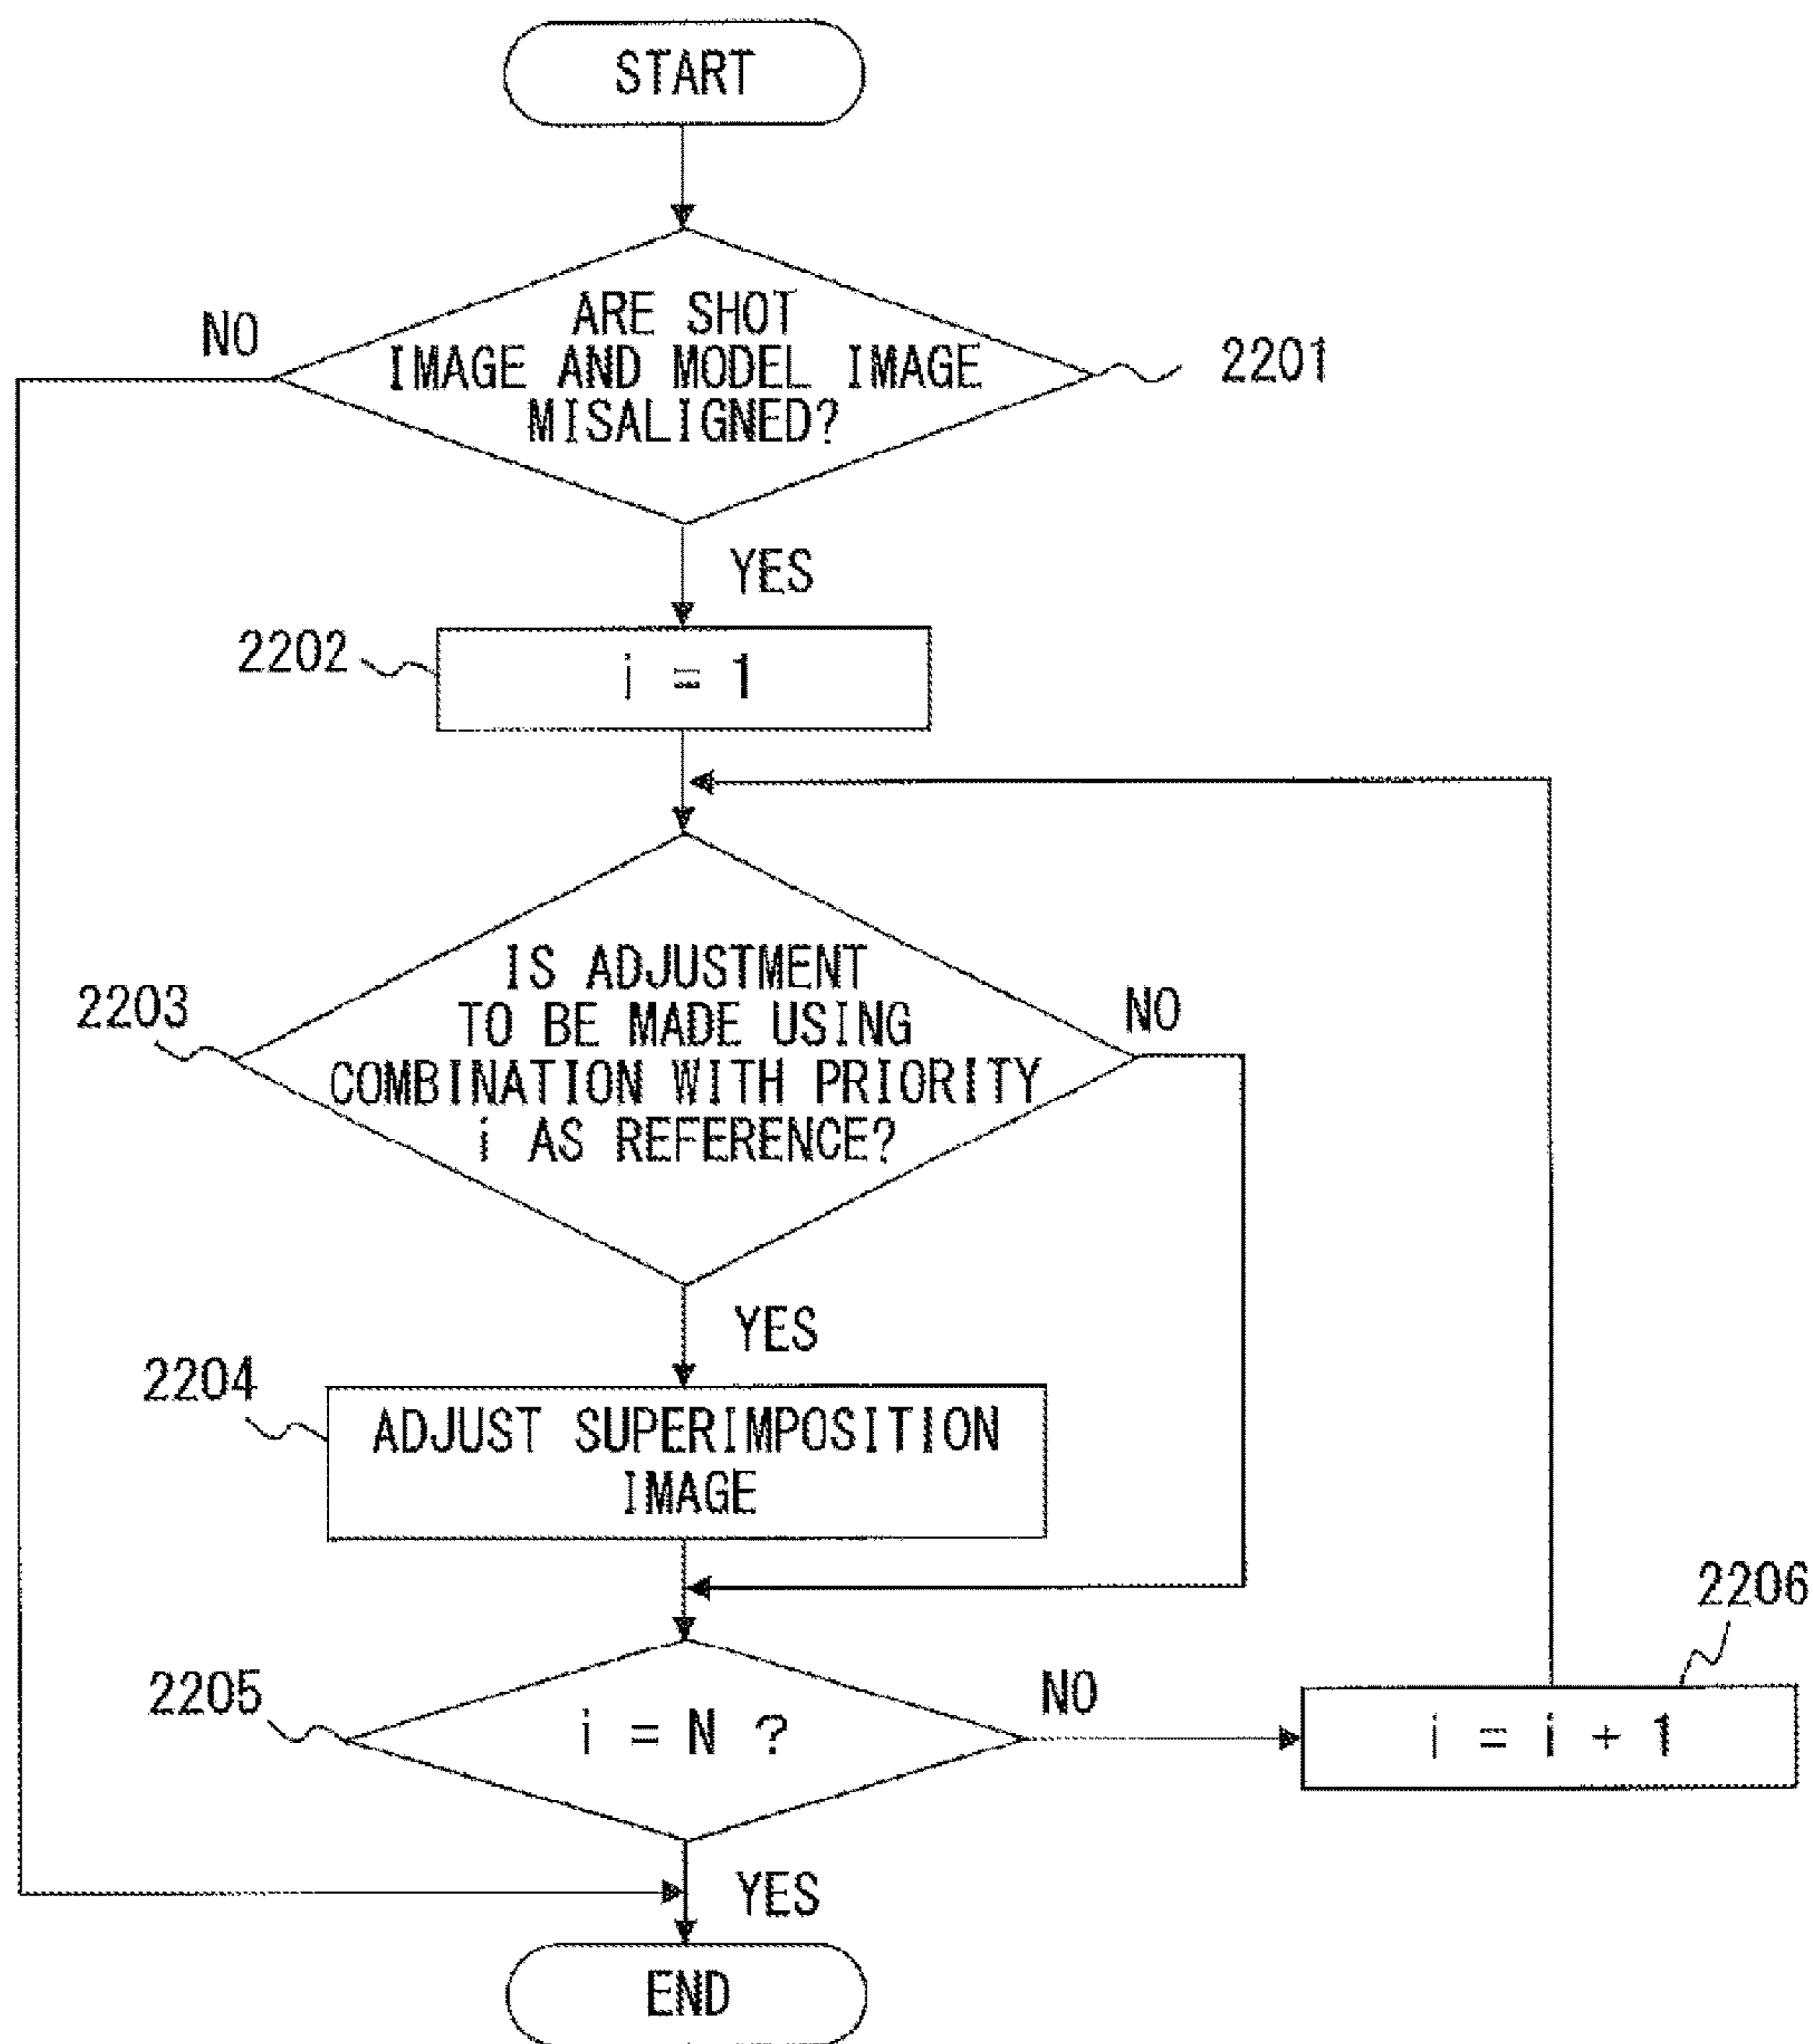 START
ARE SHOT
IMAGE AND MODEL IMAGE
MISALIGNED?
NO
2201
YES
2202
i = 1
IS ADJUSTMENT
TO BE MADE USING
COMBINATION WITH PRIORITY
i AS REFERENCE?
2203
NO
YES
2204
ADJUST SUPERIMPOSITION
IMAGE
2205
i = N ?
NO
2206
i = i + 1
YES
END